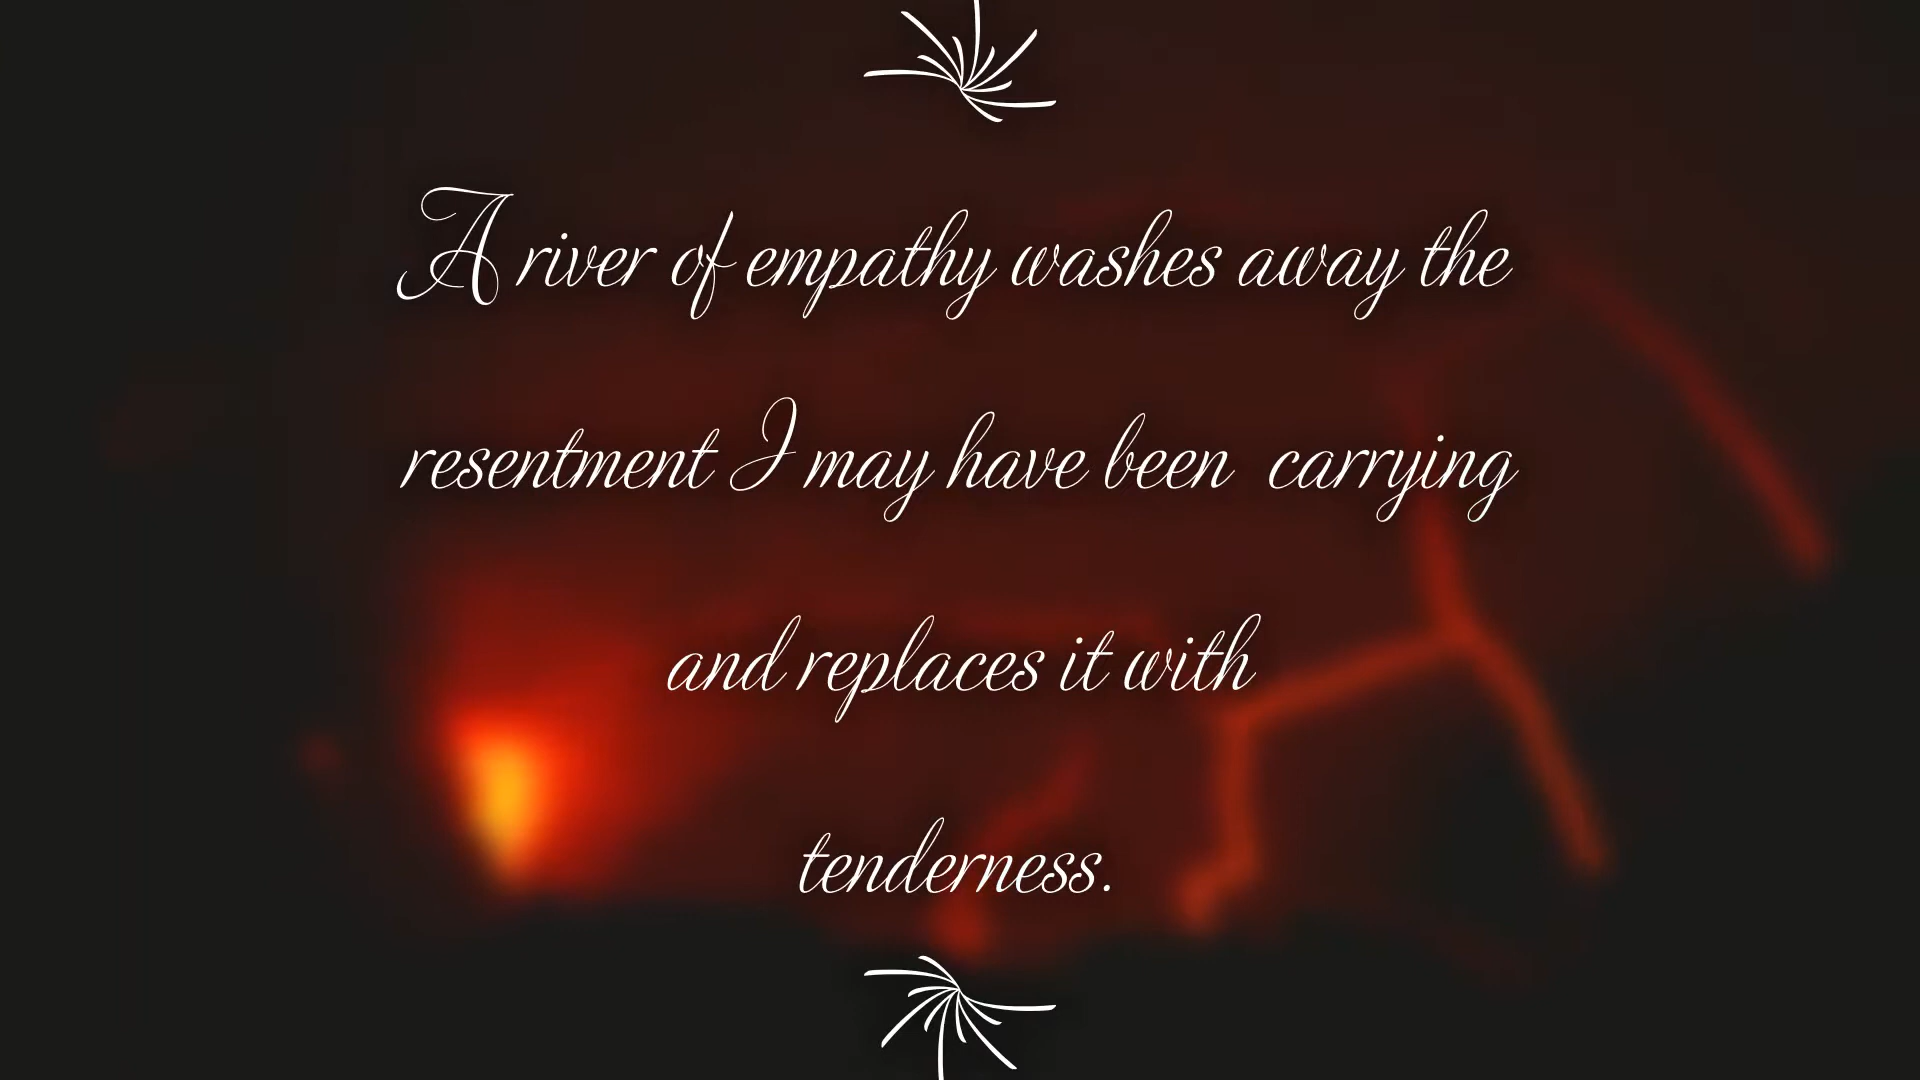 A river of empathy washes away the
resentment I may have been carrying
and replaces it with
tenderness.